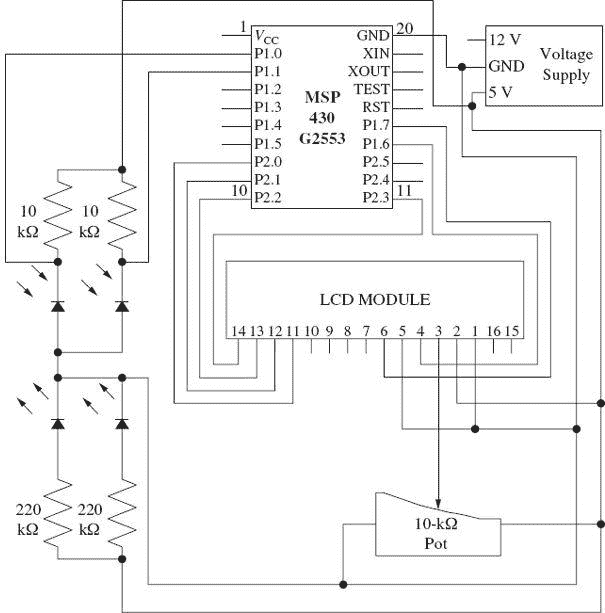 1 V_CC GND 20
P1.0 XIN
P1.1 XOUT
P1.2 TEST
P1.3 RST
P1.4 P1.7
P1.5 P1.6
P2.0 P2.5
P2.1 P2.4
10 P2.2 P2.3 11
MSP
430
G2553
12 V
GND
5 V
Voltage
Supply
10
kΩ
10
kΩ
LCD MODULE
14 13 12 11 10 9 8 7 6 5 4 3 2 1 16 15
220
kΩ
220
kΩ
10-kΩ
Pot